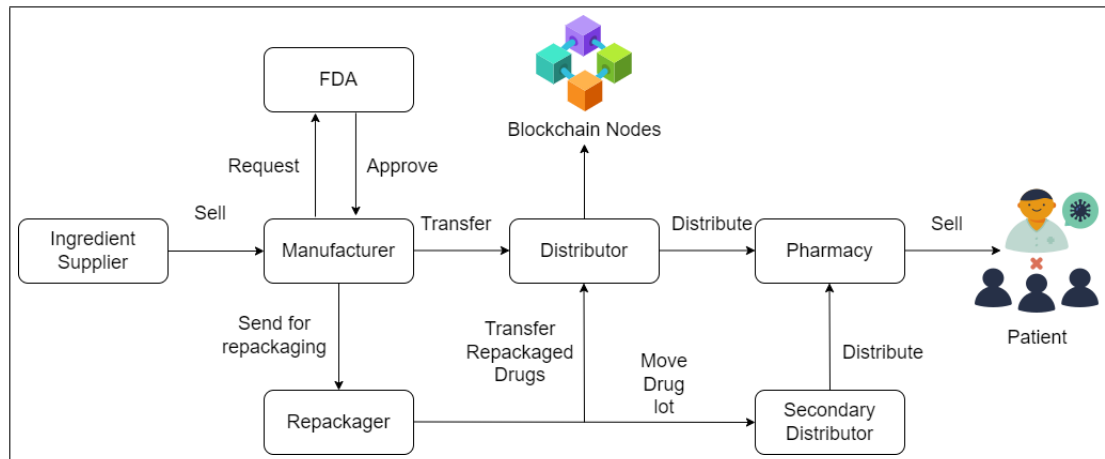 FDA
Blockchain Nodes
Request
Approve
Sell
Transfer
Distribute
Sell
Ingredient
Supplier
Manufacturer
Distributor
Pharmacy
Send for
repackaging
Transfer
Repackaged
Drugs
Move
Drug
lot
Distribute
Patient
Repackager
Secondary
Distributor